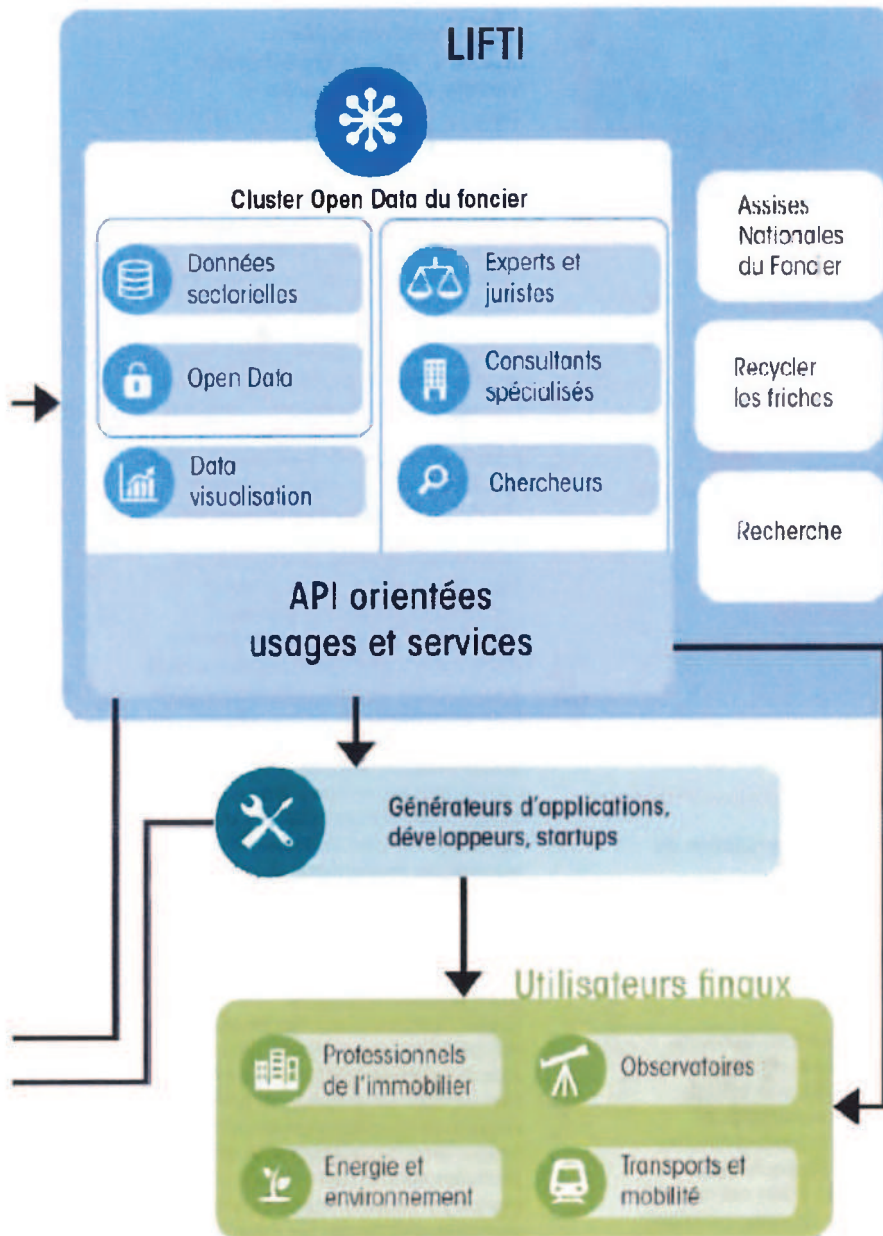 LIFTI
Cluster Open Data du foncier
Données
sectorielles
Open Data
Data
visualisation
Experts et
juristes
Consultants
spécialisés
Chercheurs
API orientées
usages et services
Assises
Nationales
du Foncier
Recycler
les friches
Recherche
Générateurs d'applications,
développeurs, startups
Utilisateurs finaux
Professionnels
de l'immobilier
Observatoires
Energie et
environnement
Transports et
mobilité